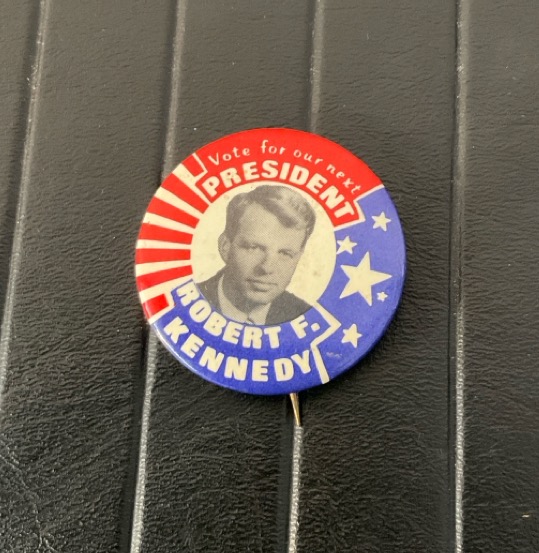 Vote for our next
PRESIDENT
ROBERT F.
KENNEDY